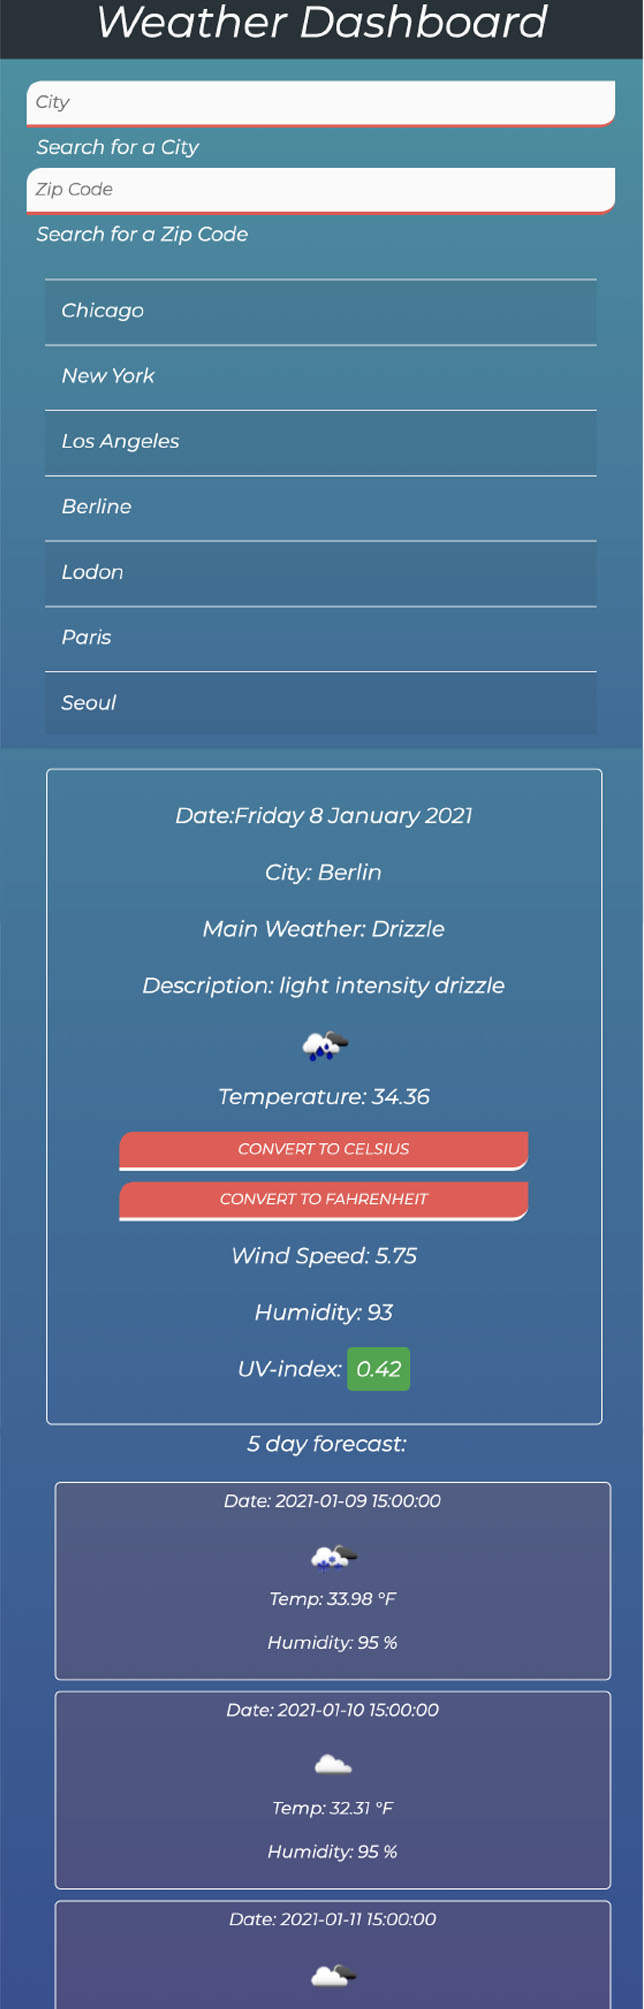 Weather Dashboard
City
Search for a City
Zip Code
Search for a Zip Code
Chicago
New York
Los Angeles
Berline
Lodon
Paris
Seoul
Date:Friday 8 January 2021
City: Berlin
Main Weather: Drizzle
Description: light intensity drizzle
Temperature: 34.36
CONVERT TO CELSIUS
CONVERT TO FAHRENHEIT
Wind Speed: 5.75
Humidity: 93
UV-index: 0.42
5 day forecast:
Date: 2021-01-09 15:00:00
Temp: 33.98 °F
Humidity: 95 %
Date: 2021-01-10 15:00:00
Temp: 32.31 °F
Humidity: 95 %
Date: 2021-01-11 15:00:00